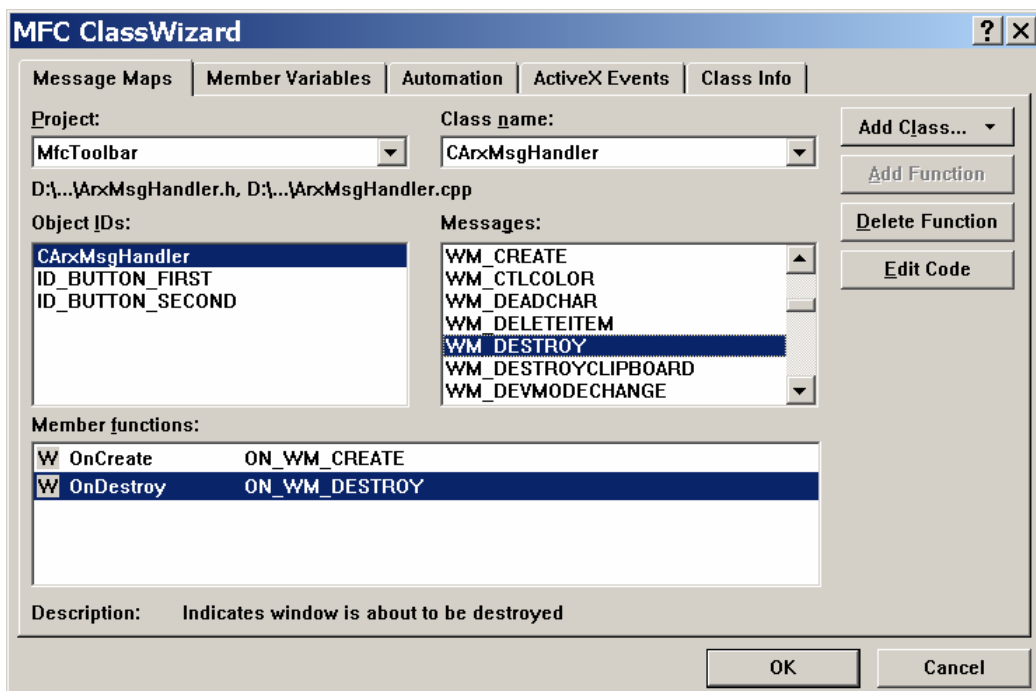 MFC ClassWizard
Message Maps
Member Variables
Automation
ActiveX Events
Class Info
Project:
Class name:
MfcToolbar
CArxMsgHandler
Add Class...
Add Function
Delete Function
Edit Code
D:\...\ArxMsgHandler.h, D:\...\ArxMsgHandler.cpp
Object IDs:
Messages:
CArxMsgHandler
ID_BUTTON_FIRST
ID_BUTTON_SECOND
WM_CREATE
WM_CTLCOLOR
WM_DEADCHAR
WM_DELETEITEM
WM_DESTROY
WM_DESTROYCLIPBOARD
WM_DEVMODECHANGE
Member functions:
W OnCreate ON_WM_CREATE
W OnDestroy ON_WM_DESTROY
Description: Indicates window is about to be destroyed
OK
Cancel